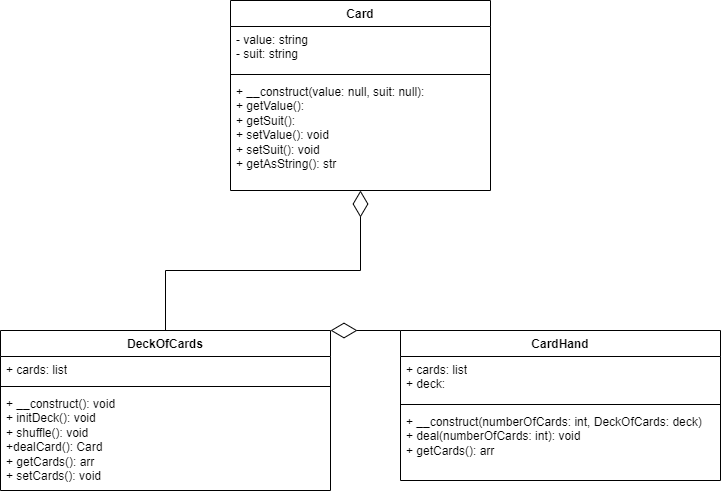 Card
- value: string
- suit: string
+ __construct(value: null, suit: null):
+ getValue():
+ getSuit():
+ setValue(): void
+ setSuit(): void
+ getAsString(): str
DeckOfCards
+ cards: list
+ __construct(): void
+ initDeck(): void
+ shuffle(): void
+dealCard(): Card
+ getCards(): arr
+ setCards(): void
CardHand
+ cards: list
+ deck:
+ __construct(numberOfCards: int, DeckOfCards: deck)
+ deal(numberOfCards: int): void
+ getCards(): arr